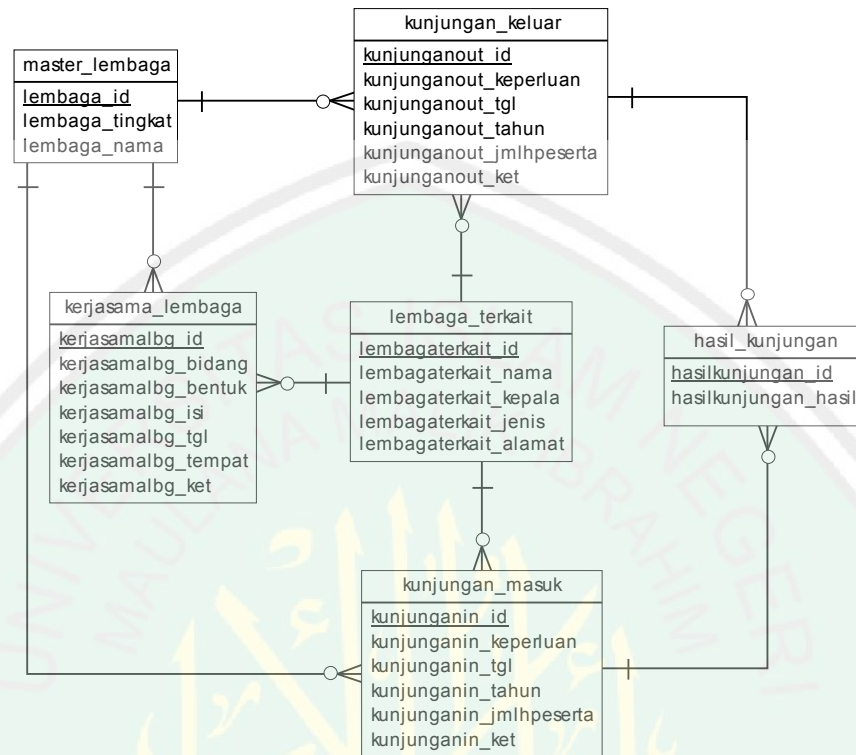 kunjungan_keluar
kunjunganout_id
kunjunganout_keperluan
kunjunganout_tgl
kunjunganout_tahun
kunjunganout_jmlhpeserta
kunjunganout_ket
master_lembaga
lembaga_id
lembaga_tingkat
lembaga_nama
kerjasama_lembaga
kerjasamalbg_id
kerjasamalbg_bidang
kerjasamalbg_bentuk
kerjasamalbg_isi
kerjasamalbg_tgl
kerjasamalbg_tempat
kerjasamalbg_ket
lembaga_terkait
lembagaterkait_id
lembagaterkait_nama
lembagaterkait_kepala
lembagaterkait_jenis
lembagaterkait_alamat
hasil_kunjungan
hasilkunjungan_id
hasilkunjungan_hasil
kunjungan_masuk
kunjunganin_id
kunjunganin_keperluan
kunjunganin_tgl
kunjunganin_tahun
kunjunganin_jmlhpeserta
kunjunganin_ket